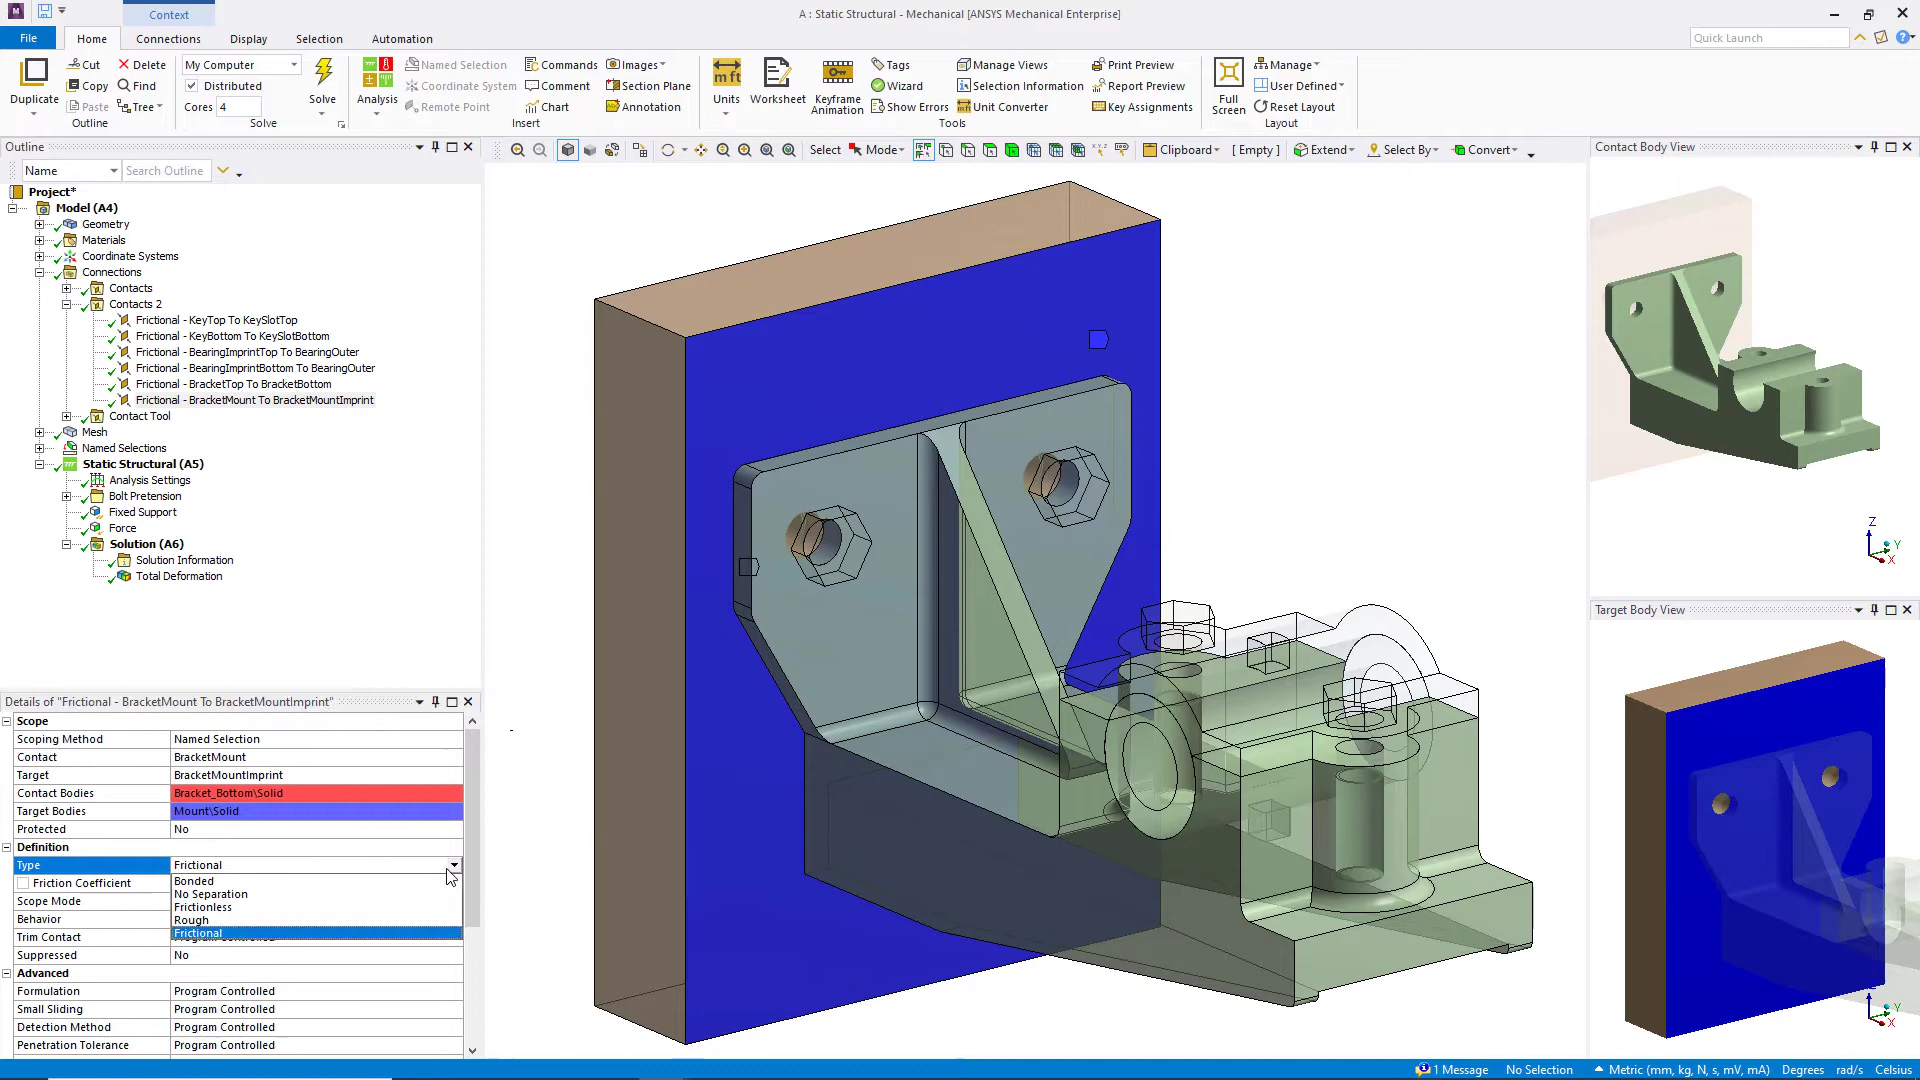 M
Context
A : Static Structural - Mechanical [ANSYS Mechanical Enterprise]
File
Home
Connections
Display
Selection
Automation
Quick Launch
Duplicate
Cut
Delete
Copy
Find
Paste
Tree
Outline
My Computer
Distributed
Cores 4
Solve
Solve
Analysis
Named Selection
Coordinate System
Remote Point
Commands
Comment
Chart
Images
Section Plane
Annotation
Insert
Units
Worksheet
Keyframe
Animation
Tags
Wizard
Show Errors
Manage Views
Selection Information
Unit Converter
Print Preview
Report Preview
Key Assignments
Tools
Full
Screen
Manage
User Defined
Reset Layout
Layout
Outline
Name
Search Outline
Project*
Model (A4)
Geometry
Materials
Coordinate Systems
Connections
Contacts
Contacts 2
Frictional - KeyTop To KeySlotTop
Frictional - KeyBottom To KeySlotBottom
Frictional - BearingImprintTop To BearingOuter
Frictional - BearingImprintBottom To BearingOuter
Frictional - BracketTop To BracketBottom
Frictional - BracketMount To BracketMountImprint
Contact Tool
Mesh
Named Selections
Static Structural (A5)
Analysis Settings
Bolt Pretension
Fixed Support
Force
Solution (A6)
Solution Information
Total Deformation
Details of "Frictional - BracketMount To BracketMountImprint"
Scope
Scoping Method Named Selection
Contact BracketMount
Target BracketMountImprint
Contact Bodies Bracket_Bottom\Solid
Target Bodies Mount\Solid
Protected No
Definition
Type Frictional
Friction Coefficient
Scope Mode
Behavior
Trim Contact
Bonded
No Separation
Frictionless
Rough
Frictional
Suppressed No
Advanced
Formulation Program Controlled
Small Sliding Program Controlled
Detection Method Program Controlled
Penetration Tolerance Program Controlled
Select
Mode
Clipboard
[ Empty ]
Extend
Select By
Convert
Contact Body View
Z
Y
X
Target Body View
Y
X
1 Message
No Selection
Metric (mm, kg, N, s, mV, mA)
Degrees
rad/s
Celsius